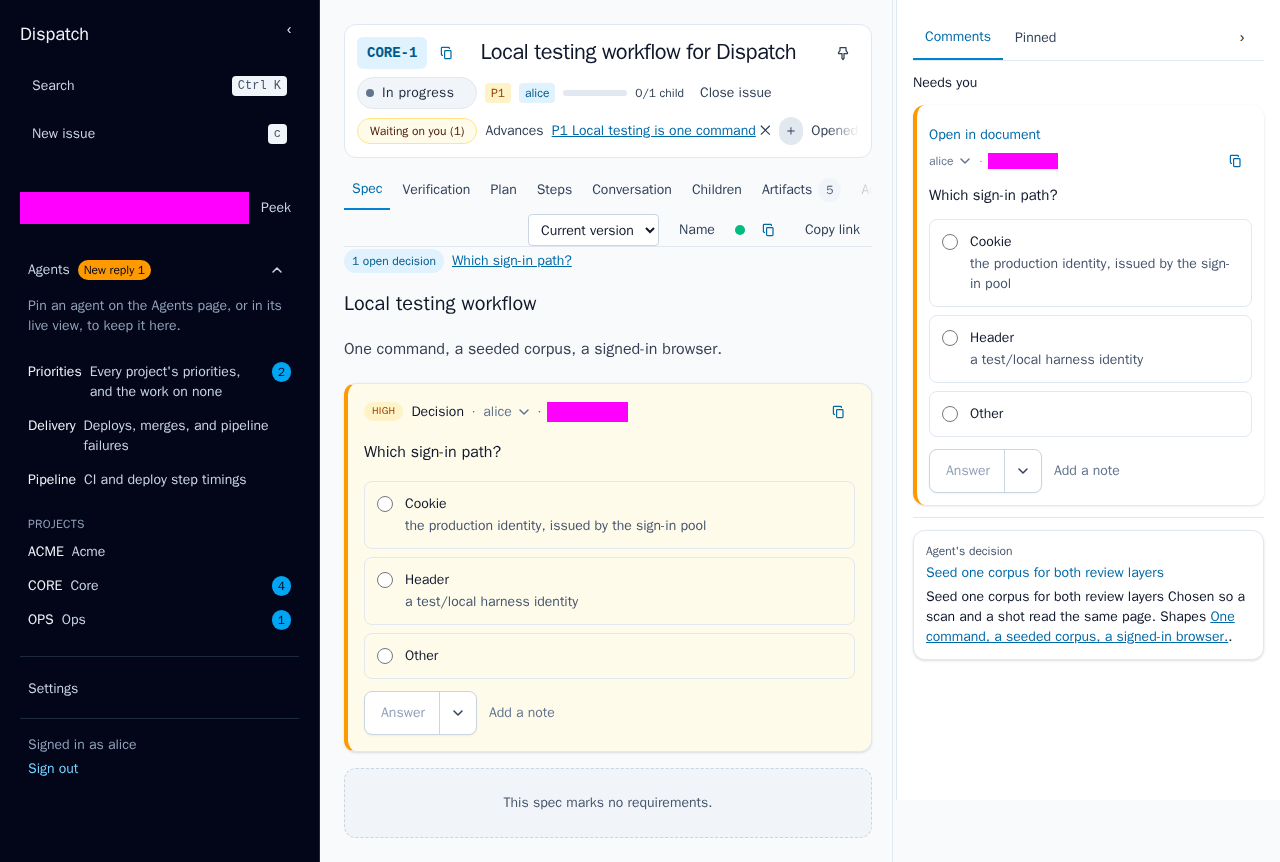 Dispatch
Search
Ctrl K
New issue
C
Peek
Agents
New reply 1
Pin an agent on the Agents page, or in its
live view, to keep it here.
Priorities
Every project's priorities,
and the work on none
2
Delivery
Deploys, merges, and pipeline
failures
Pipeline
CI and deploy step timings
PROJECTS
ACME Acme
CORE Core
4
OPS Ops
1
Settings
Signed in as alice
Sign out
CORE-1
Local testing workflow for Dispatch
In progress
P1
alice
0/1 child
Close issue
Waiting on you (1)
Advances
P1 Local testing is one command
Opened
Spec
Verification
Plan
Steps
Conversation
Children
Artifacts
5
Current version
Name
Copy link
1 open decision
Which sign-in path?
Local testing workflow
One command, a seeded corpus, a signed-in browser.
HIGH
Decision · alice ·
Which sign-in path?
Cookie
the production identity, issued by the sign-in pool
Header
a test/local harness identity
Other
Answer
Add a note
This spec marks no requirements.
Comments
Pinned
Needs you
Open in document
alice ·
Which sign-in path?
Cookie
the production identity, issued by the sign-
in pool
Header
a test/local harness identity
Other
Answer
Add a note
Agent's decision
Seed one corpus for both review layers
Seed one corpus for both review layers Chosen so a
scan and a shot read the same page. Shapes One
command, a seeded corpus, a signed-in browser..